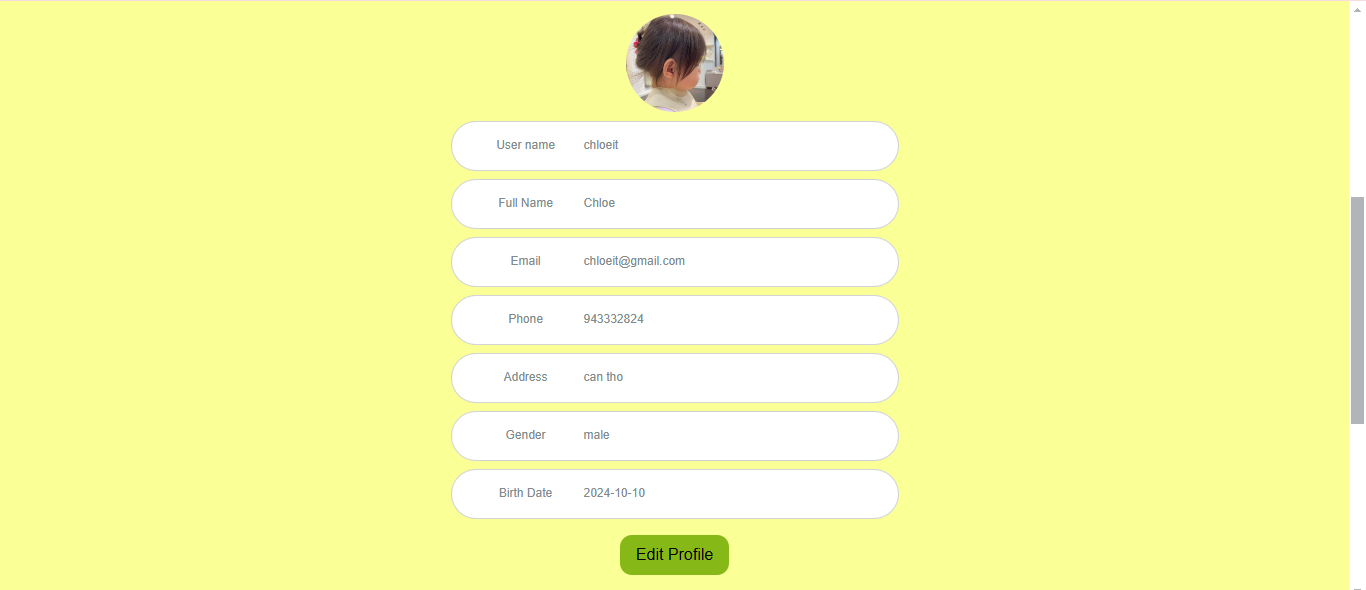 User name chloeit
Full Name Chloe
Email chloeit@gmail.com
Phone 943332824
Address can tho
Gender male
Birth Date 2024-10-10
Edit Profile